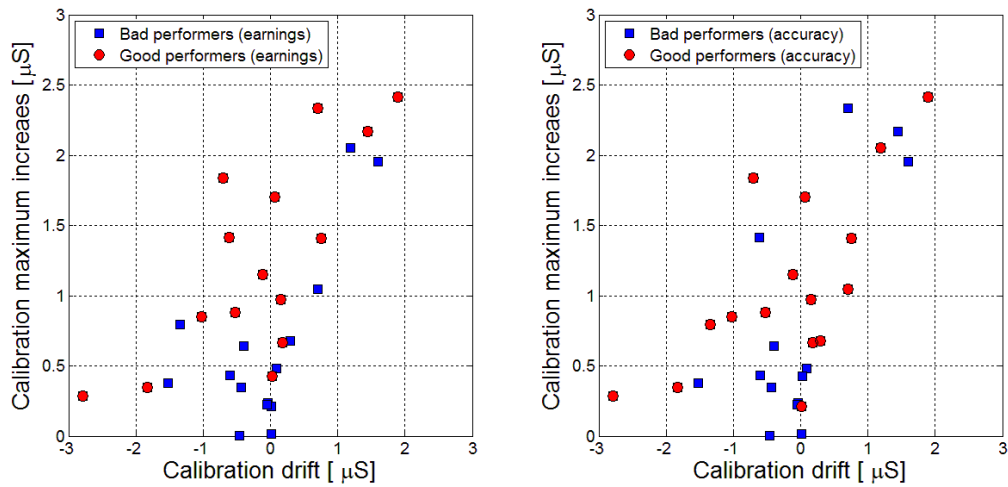 Bad performers (earnings)
Good performers (earnings)
Calibration maximum increaes [μS]
3
2.5
2
1.5
1
0.5
0
-3 -2 -1 0 1 2 3
Calibration drift [ μS]
Bad performers (accuracy)
Good performers (accuracy)
Calibration maximum increaes [μS]
3
2.5
2
1.5
1
0.5
0
-3 -2 -1 0 1 2 3
Calibration drift [ μS]